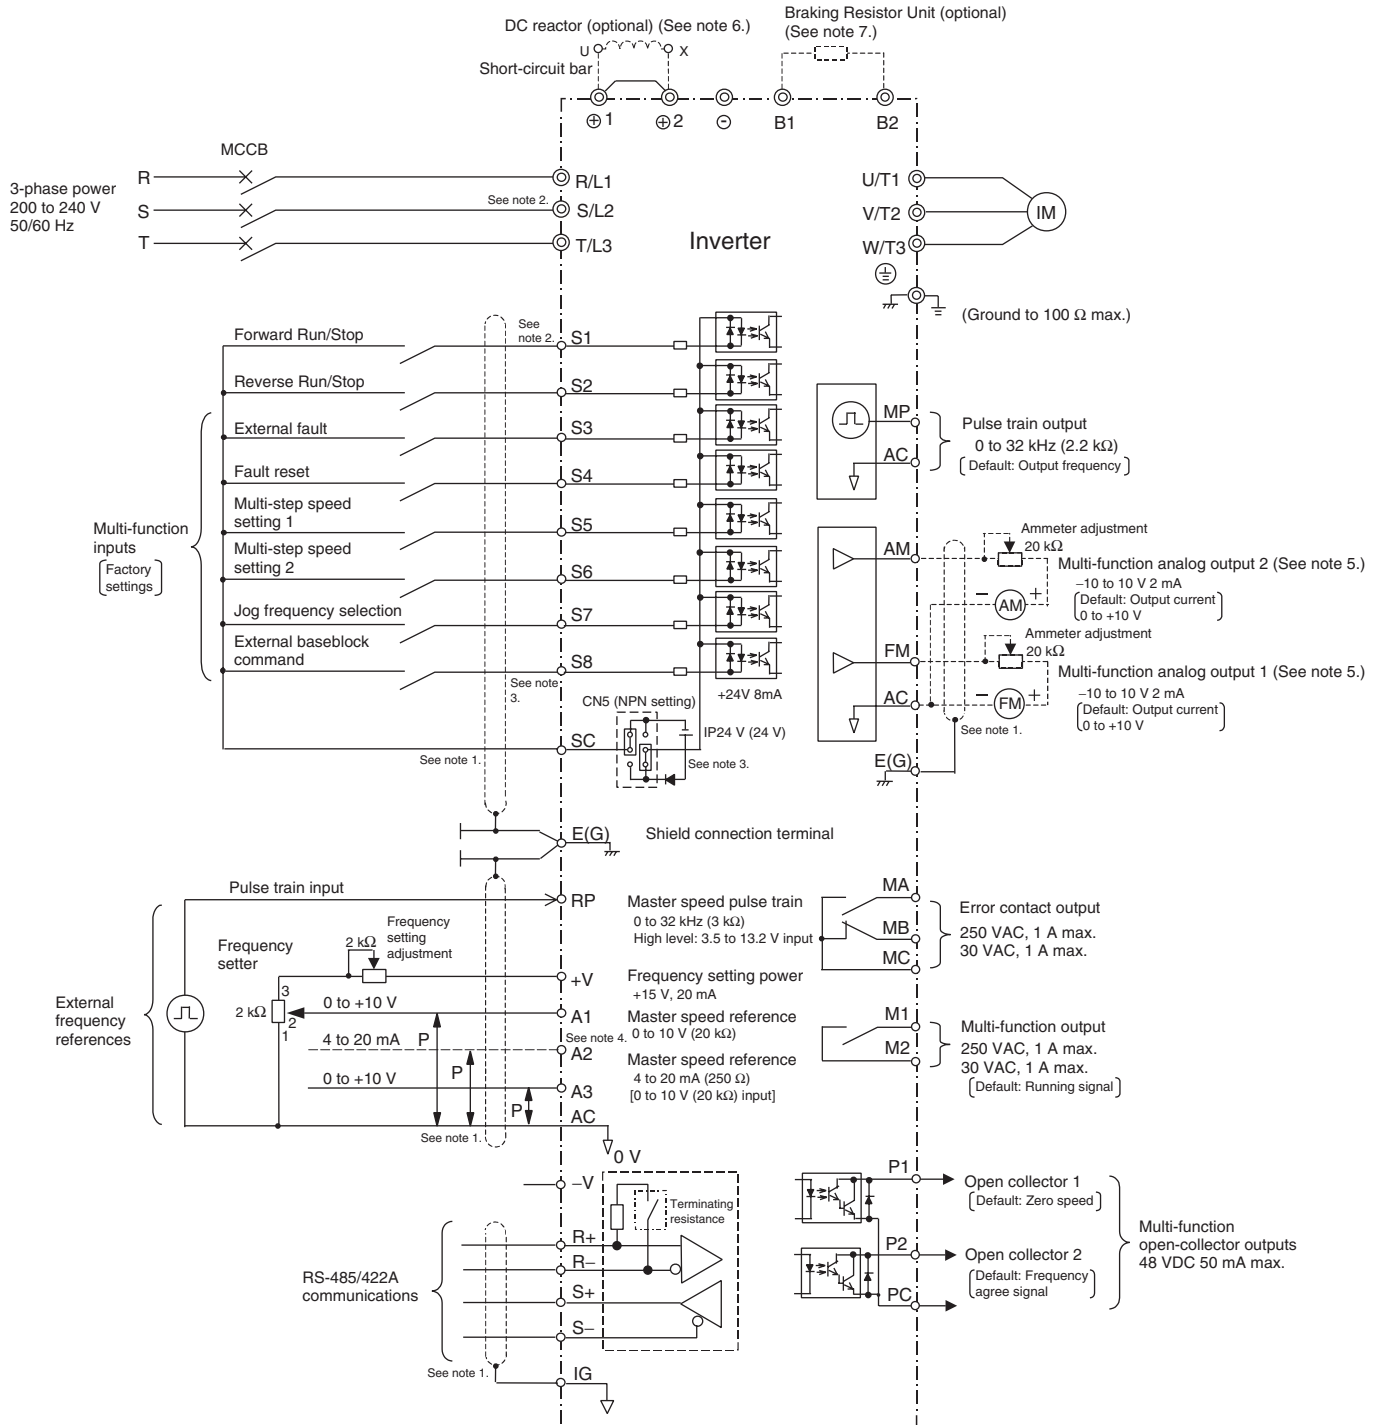 DC reactor (optional) (See note 6.)
U X
Short-circuit bar
Braking Resistor Unit (optional)
(See note 7.)
⊕1 ⊕2 ⊖ B1 B2
MCCB
3-phase power
200 to 240 V
50/60 Hz
R
S
T
See note 2.
R/L1
S/L2
T/L3
Inverter
U/T1
V/T2
W/T3
IM
(Ground to 100 Ω max.)
Forward Run/Stop
See
note 2.
S1
Reverse Run/Stop
S2
External fault
S3
Fault reset
S4
Multi-step speed
setting 1
S5
Multi-step speed
setting 2
S6
Jog frequency selection
S7
External baseblock
command
S8
Multi-function
inputs
Factory
settings
See note
3.
+24V 8mA
CN5 (NPN setting)
IP24 V (24 V)
See note 3.
SC
See note 1.
MP
AC
Pulse train output
0 to 32 kHz (2.2 kΩ)
Default: Output frequency
AM
Ammeter adjustment
20 kΩ
Multi-function analog output 2 (See note 5.)
−10 to 10 V 2 mA
Default: Output current
0 to +10 V
− AM +
Ammeter adjustment
20 kΩ
FM
Multi-function analog output 1 (See note 5.)
−10 to 10 V 2 mA
Default: Output current
0 to +10 V
− FM +
AC
See note 1.
E(G)
E(G)
Shield connection terminal
Pulse train input
RP
Master speed pulse train
0 to 32 kHz (3 kΩ)
High level: 3.5 to 13.2 V input
Frequency
setter
2 kΩ
Frequency
setting
adjustment
+V
Frequency setting power
+15 V, 20 mA
External
frequency
references
2 kΩ
3
2
1
0 to +10 V
P
A1
Master speed reference
0 to 10 V (20 kΩ)
See note 4.
4 to 20 mA
P
A2
Master speed reference
4 to 20 mA (250 Ω)
[0 to 10 V (20 kΩ) input]
0 to +10 V
P
A3
AC
See note 1.
0 V
MA
MB
MC
Error contact output
250 VAC, 1 A max.
30 VAC, 1 A max.
M1
M2
Multi-function output
250 VAC, 1 A max.
30 VAC, 1 A max.
Default: Running signal
−V
Terminating
resistance
RS-485/422A
communications
R+
R−
S+
S−
See note 1.
IG
P1
Open collector 1
Default: Zero speed
P2
Open collector 2
Default: Frequency
agree signal
PC
Multi-function
open-collector outputs
48 VDC 50 mA max.